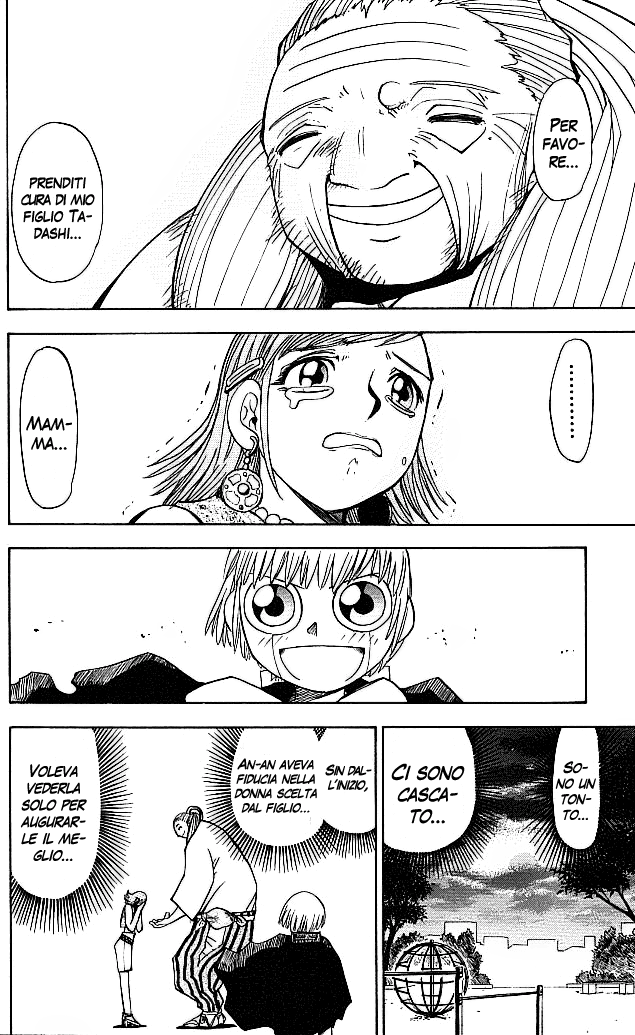 PER
FAVO-
RE...
PRENDITI
CURA DI MIO
FIGLIO TA-
DASHI...
..........
MAM-
MA...
SO-
NO UN
TON-
TO...
CI SONO
CASCA-
TO...
SIN DAL-
L'INIZIO,
AN-AN AVEVA
FIDUCIA NELLA
DONNA SCELTA
DAL FIGLIO...
VOLEVA
VEDERLA
SOLO PER
AUGURAR-
LE IL ME-
GLIO...